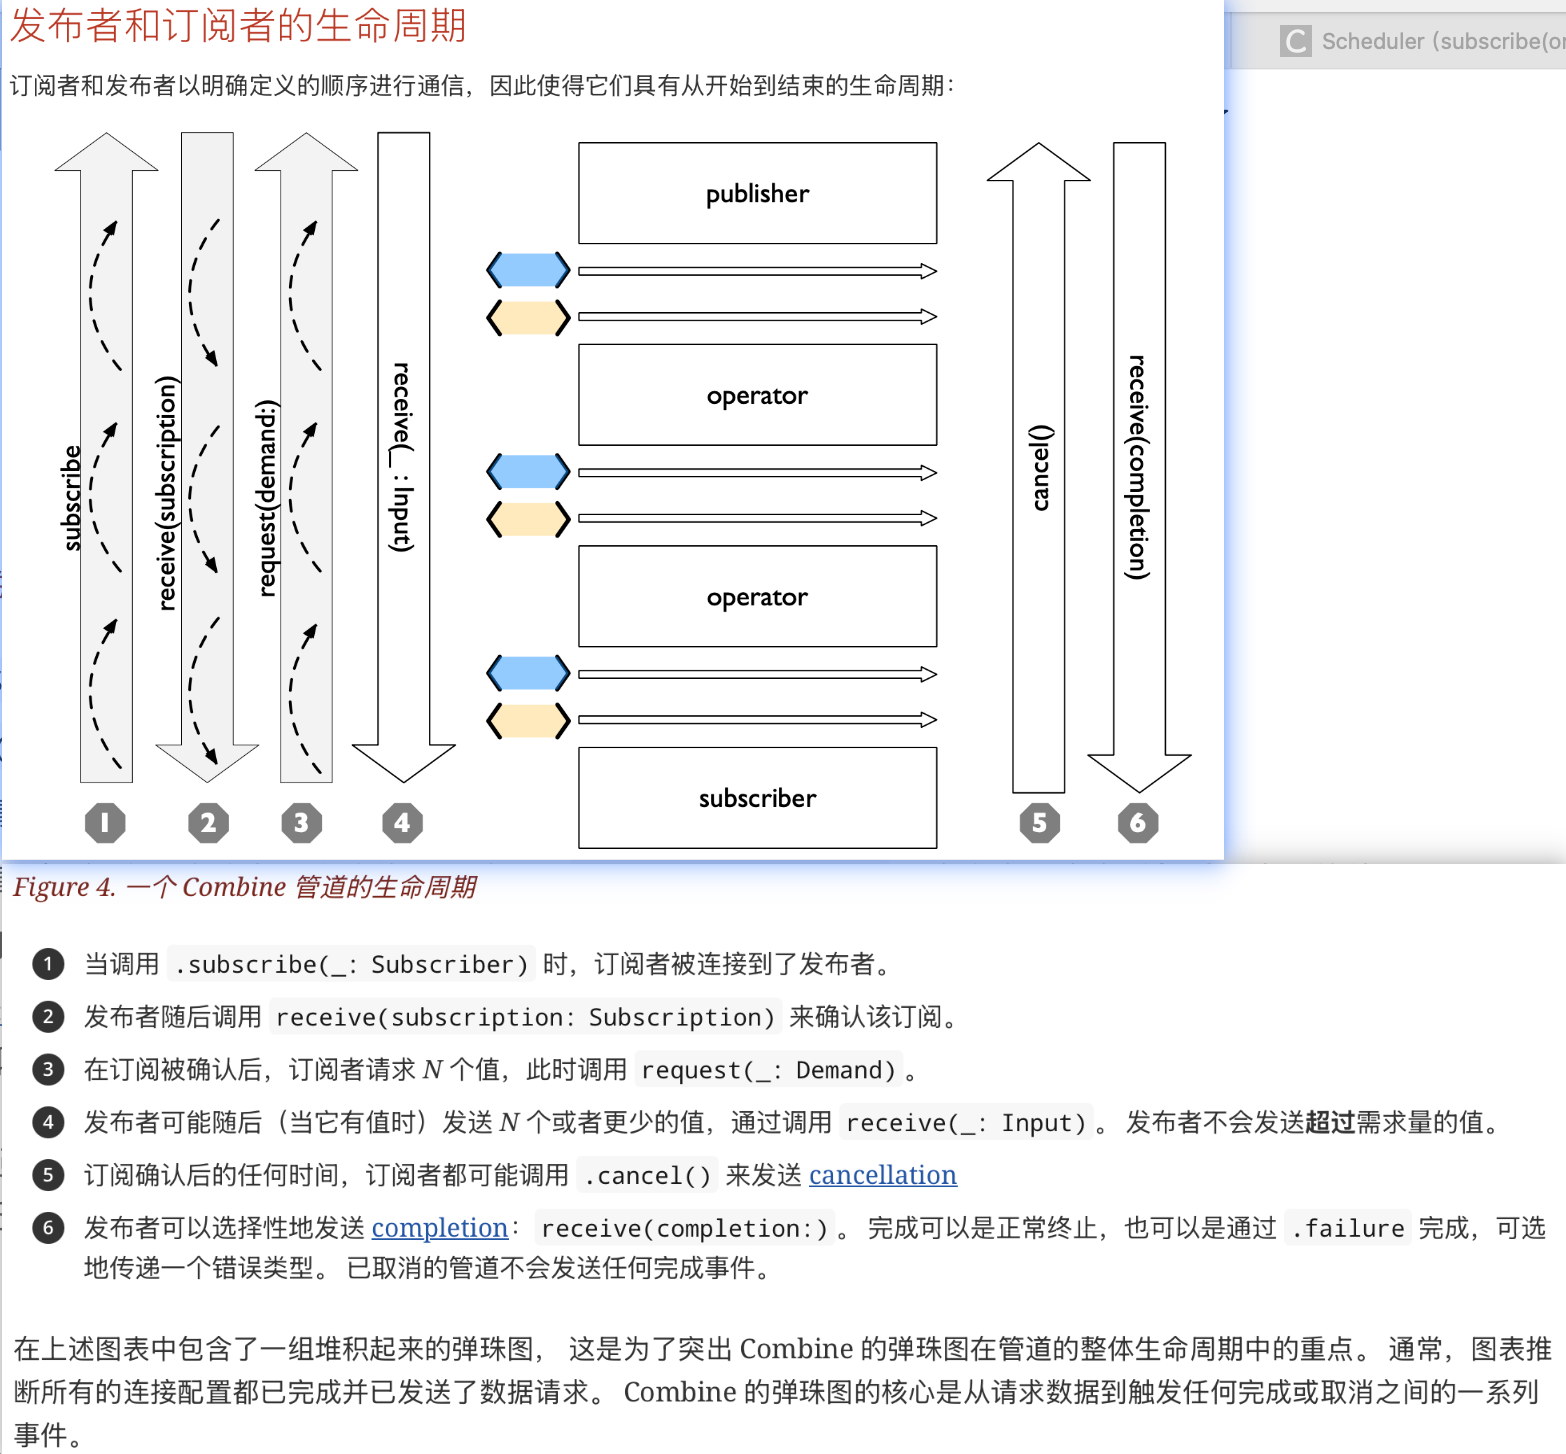 发布者和订阅者的生命周期
Scheduler (subscribe(or
订阅者和发布者以明确定义的顺序进行通信，因此使得它们具有从开始到结束的生命周期：
subscribe
receive(subscription)
request(demand:)
receive(_ : Input)
publisher
operator
operator
subscriber
cancel()
receive(completion)
1 2 3 4 5 6
Figure 4. 一个 Combine 管道的生命周期
1 当调用 .subscribe(_: Subscriber) 时，订阅者被连接到了发布者。
2 发布者随后调用 receive(subscription: Subscription) 来确认该订阅。
3 在订阅被确认后，订阅者请求 N 个值，此时调用 request(_: Demand) 。
4 发布者可能随后（当它有值时）发送 N 个或者更少的值，通过调用 receive(_: Input) 。 发布者不会发送超过需求量的值。
5 订阅确认后的任何时间，订阅者都可能调用 .cancel() 来发送 cancellation
6 发布者可以选择性地发送 completion： receive(completion:) 。 完成可以是正常终止，也可以是通过 .failure 完成，可选
地传递一个错误类型。 已取消的管道不会发送任何完成事件。
在上述图表中包含了一组堆积起来的弹珠图， 这是为了突出 Combine 的弹珠图在管道的整体生命周期中的重点。 通常，图表推
断所有的连接配置都已完成并已发送了数据请求。 Combine 的弹珠图的核心是从请求数据到触发任何完成或取消之间的一系列
事件。